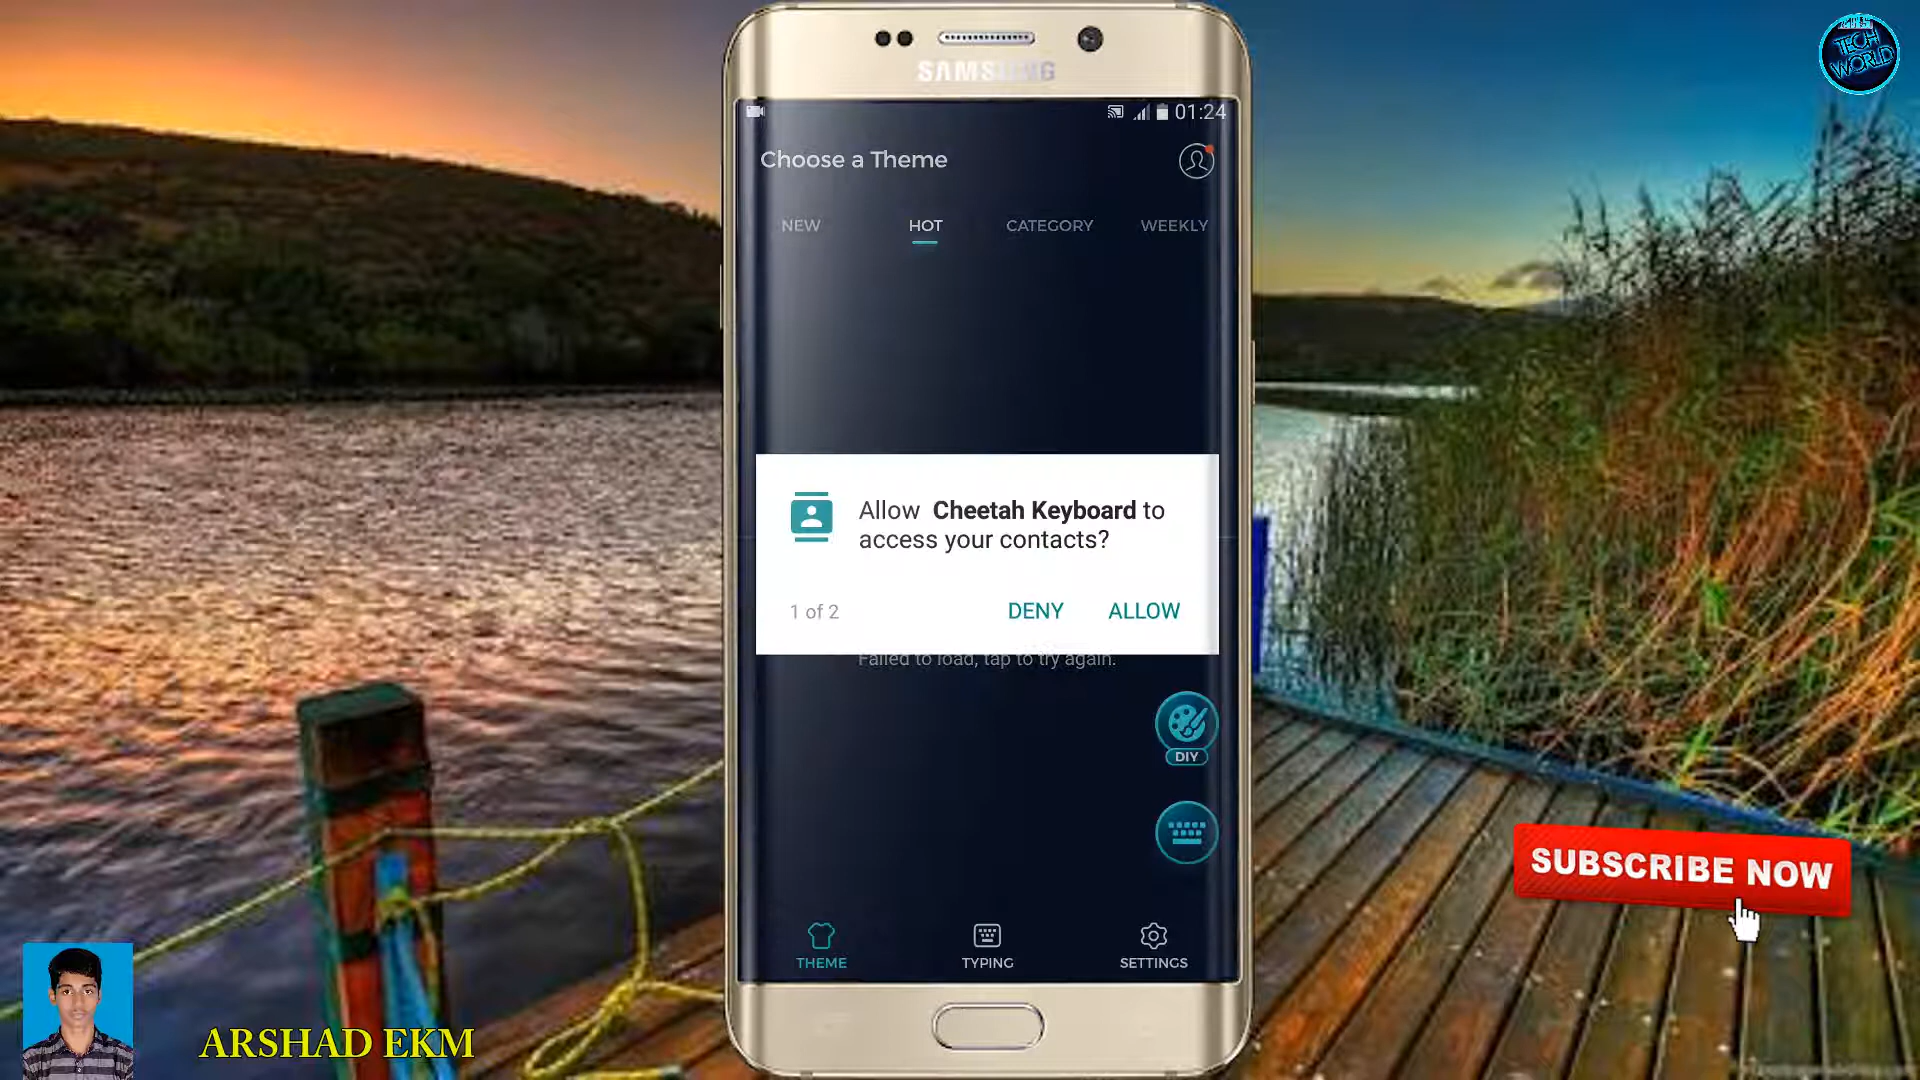 SAMSUNG
01:24
Choose a Theme
NEW HOT CATEGORY WEEKLY
Allow Cheetah Keyboard to
access your contacts?
1 of 2 DENY ALLOW
Failed to load, tap to try again.
DIY
THEME TYPING SETTINGS
TECH
WORLD
SUBSCRIBE NOW
ARSHAD EKM